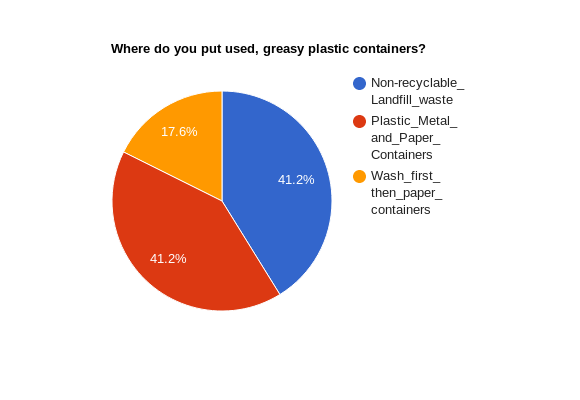 Where do you put used, greasy plastic containers?
Non-recyclable_
Landfill_waste
Plastic_Metal_
and_Paper_
Containers
Wash_first_
then_paper_
containers
17.6%
41.2%
41.2%